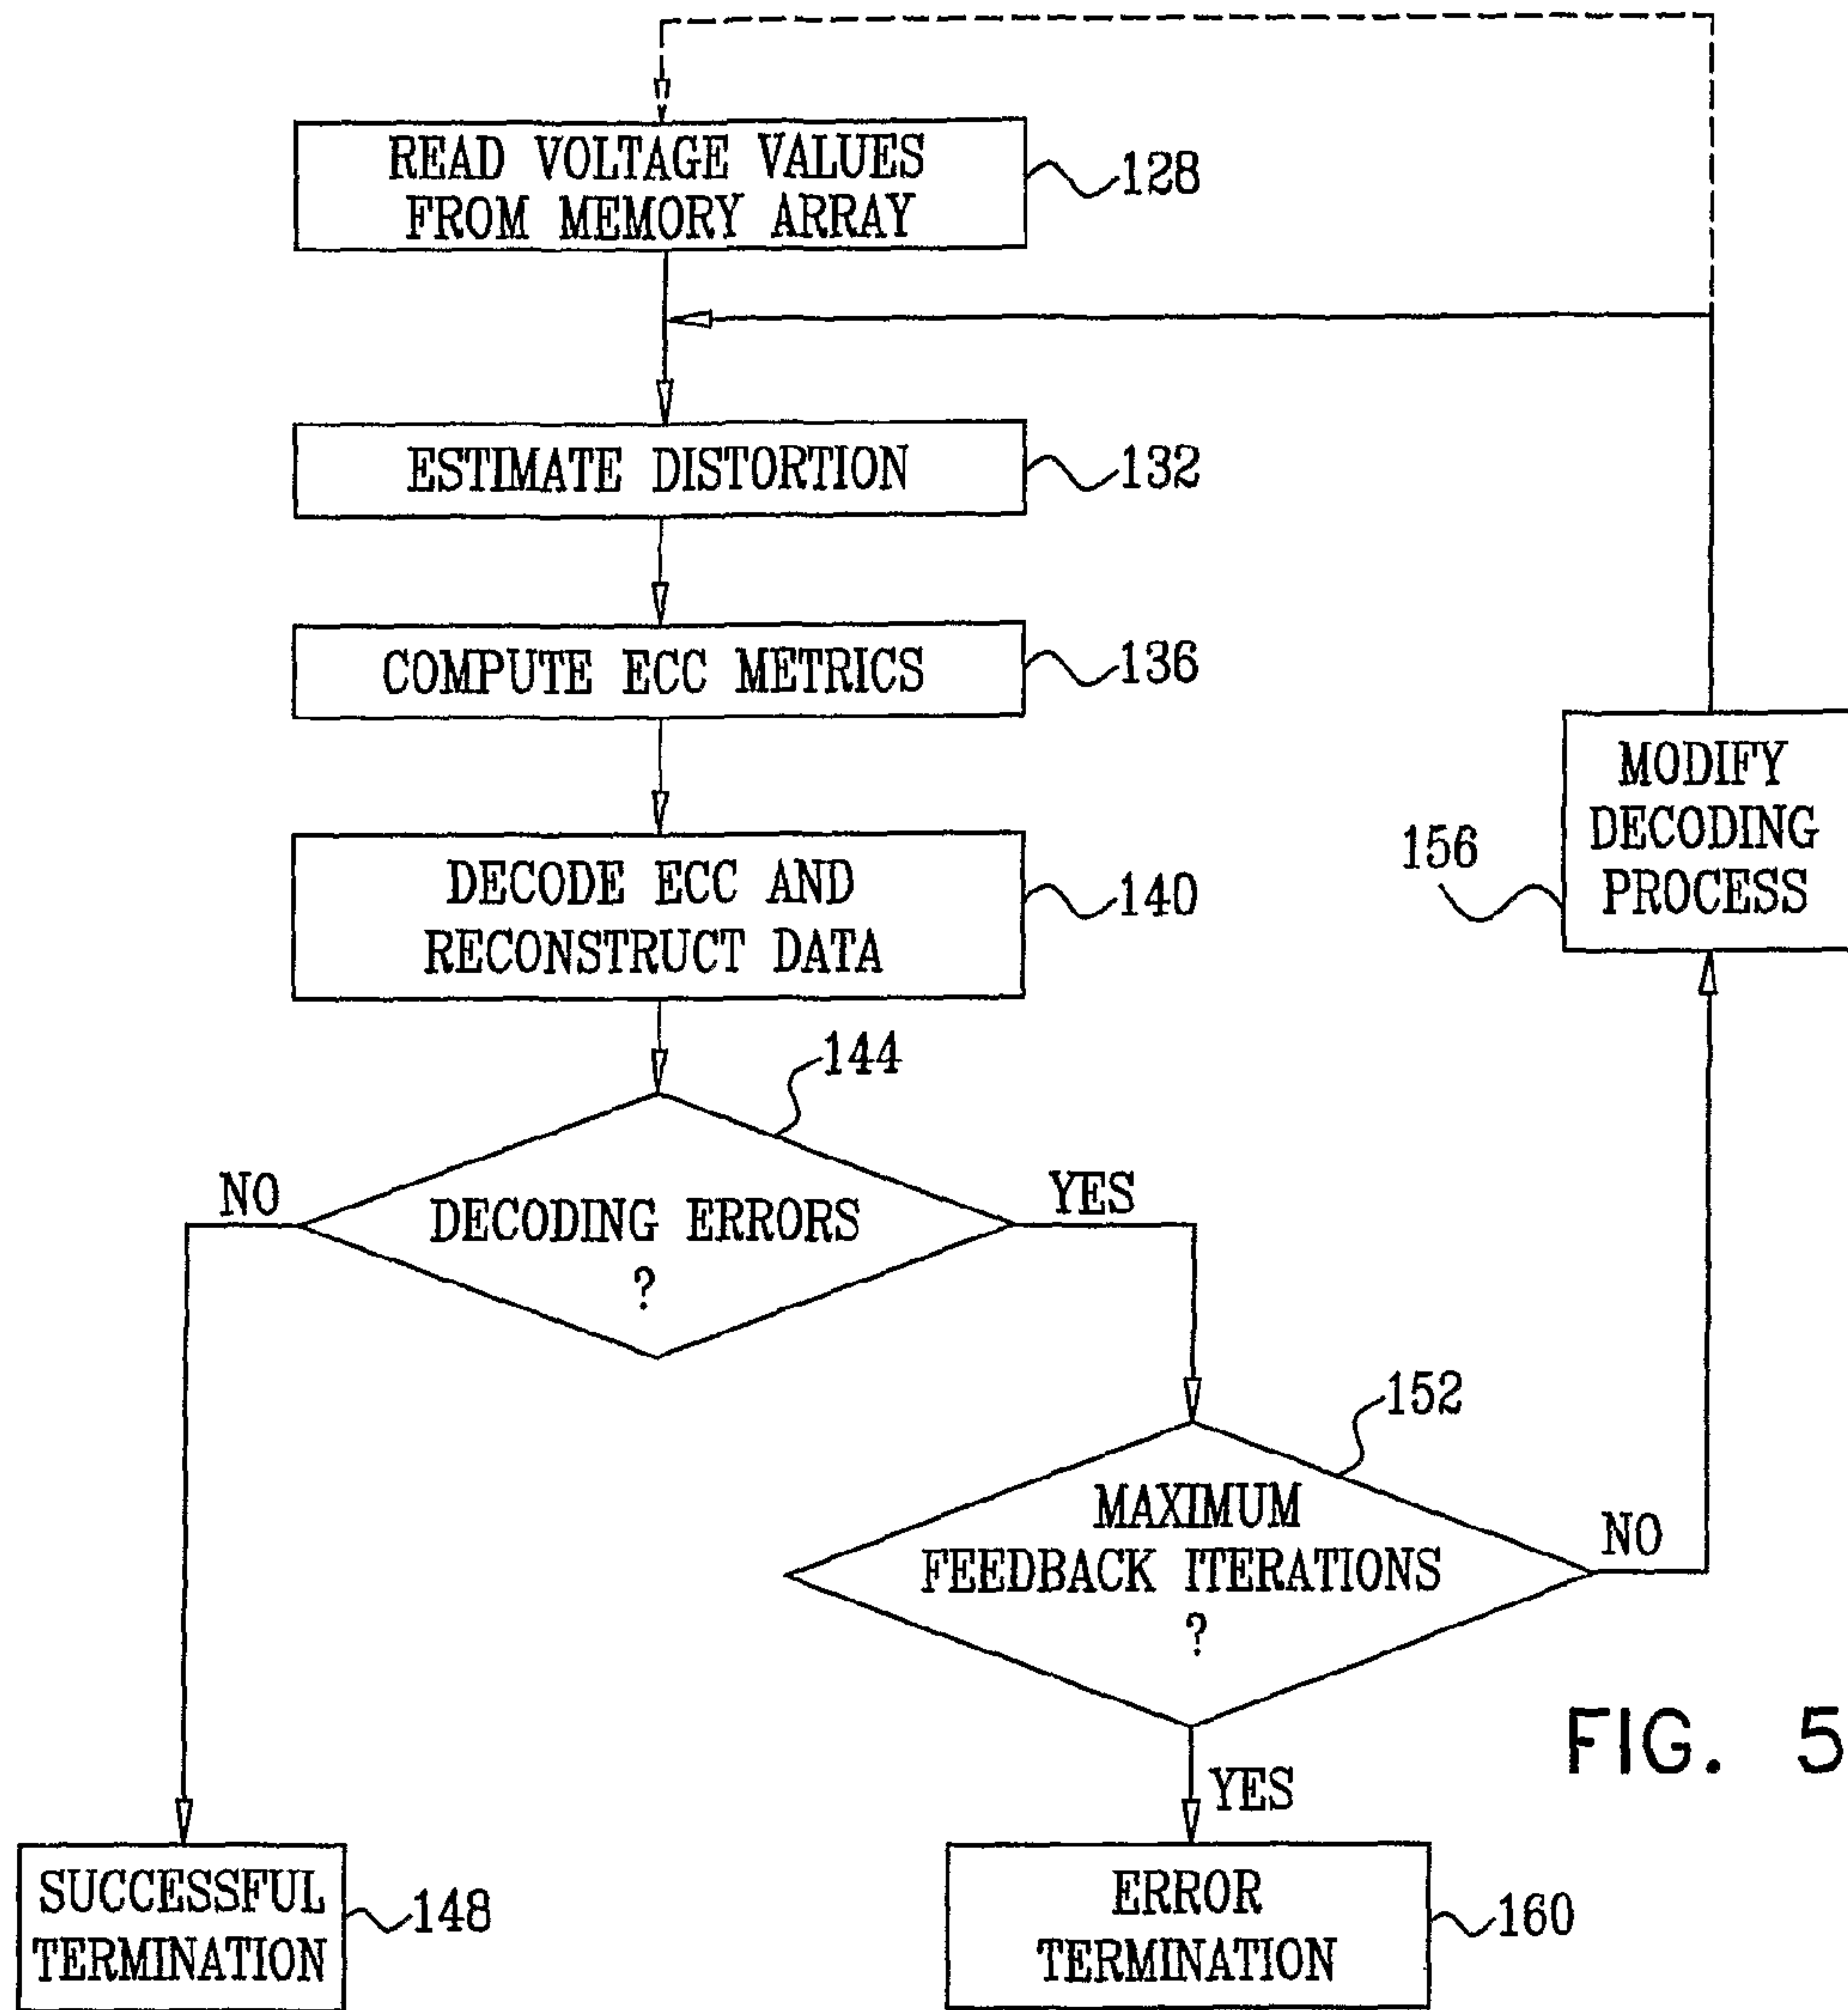 READ VOLTAGE VALUES
FROM MEMORY ARRAY
128
ESTIMATE DISTORTION
132
COMPUTE ECC METRICS
136
DECODE ECC AND
RECONSTRUCT DATA
140
MODIFY
DECODING
PROCESS
156
144
NO
DECODING ERRORS
?
YES
152
MAXIMUM
FEEDBACK ITERATIONS
?
NO
YES
FIG. 5
SUCCESSFUL
TERMINATION
148
ERROR
TERMINATION
160